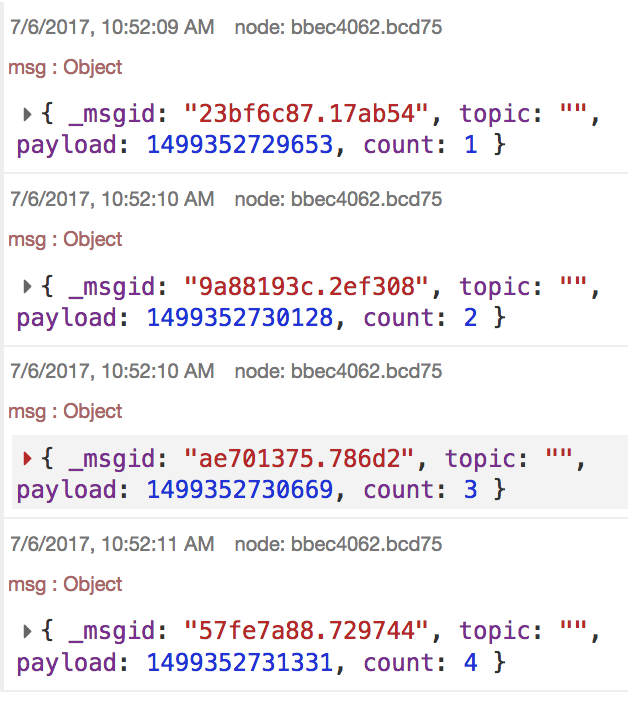 7/6/2017, 10:52:09 AM node: bbec4062.bcd75
msg : Object
{ _msgid: "23bf6c87.17ab54", topic: "",
payload: 1499352729653, count: 1 }
7/6/2017, 10:52:10 AM node: bbec4062.bcd75
msg : Object
{ _msgid: "9a88193c.2ef308", topic: "",
payload: 1499352730128, count: 2 }
7/6/2017, 10:52:10 AM node: bbec4062.bcd75
msg : Object
{ _msgid: "ae701375.786d2", topic: "",
payload: 1499352730669, count: 3 }
7/6/2017, 10:52:11 AM node: bbec4062.bcd75
msg : Object
{ _msgid: "57fe7a88.729744", topic: "",
payload: 1499352731331, count: 4 }